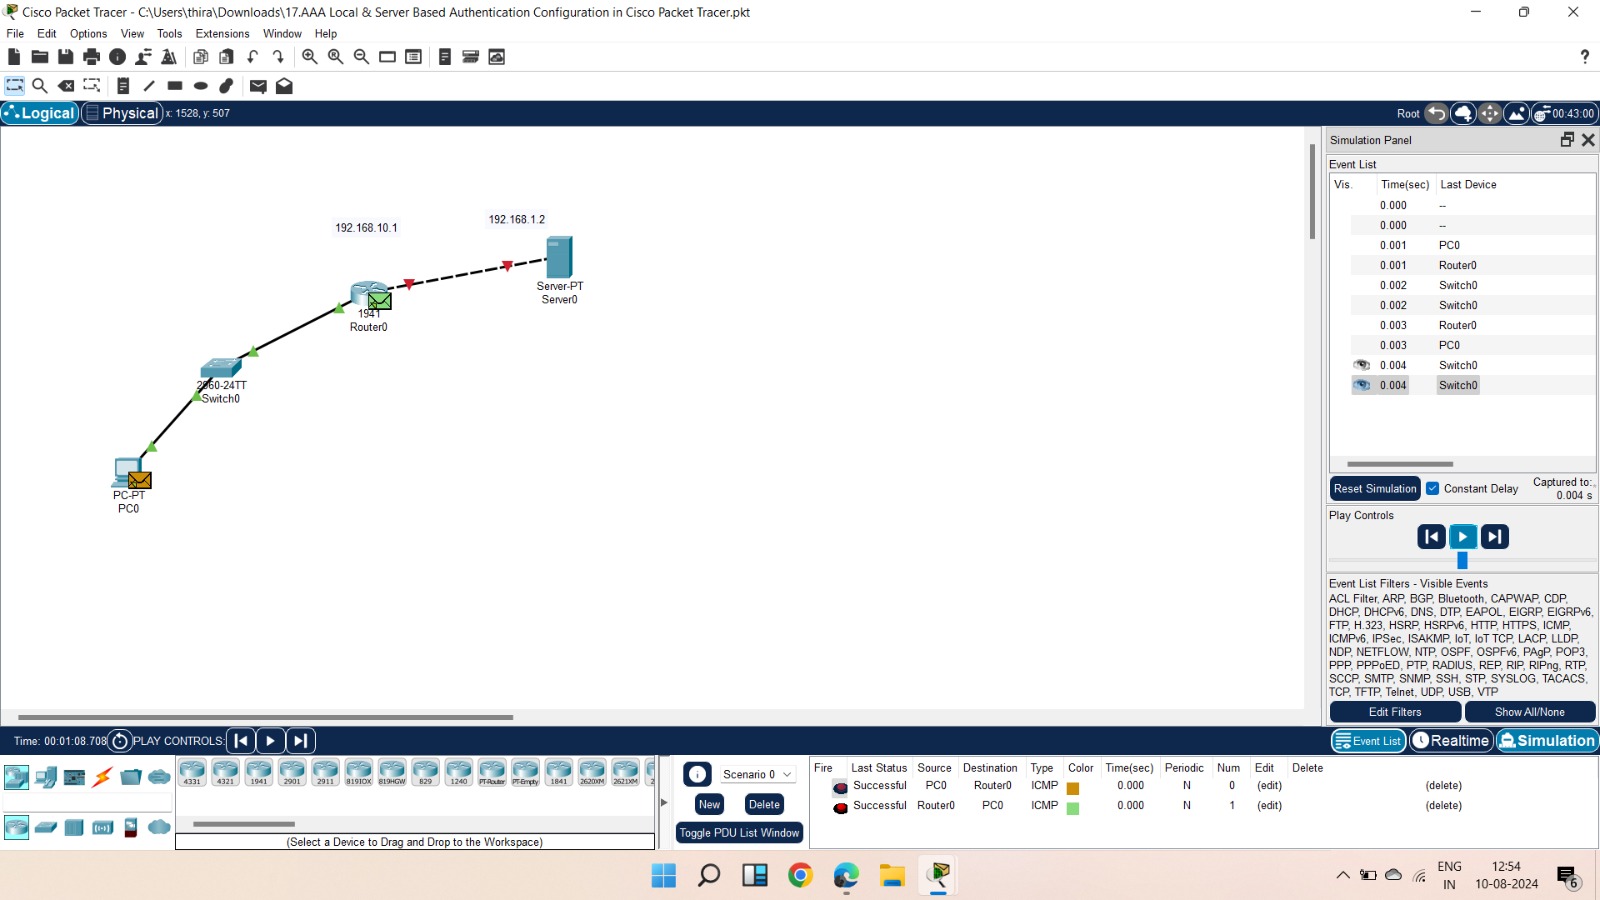 Cisco Packet Tracer - C:\Users\thira\Downloads\17.AAA Local & Server Based Authentication Configuration in Cisco Packet Tracer.pkt
File Edit Options View Tools Extensions Window Help
Logical Physical x: 1528, y: 507
Root 00:43:00
192.168.10.1
192.168.1.2
Server-PT
Server0
1941
Router0
2960-24TT
Switch0
PC-PT
PC0
Simulation Panel
Event List
Vis. Time(sec) Last Device
0.000 --
0.000 --
0.001 PC0
0.001 Router0
0.002 Switch0
0.002 Switch0
0.003 Router0
0.003 PC0
0.004 Switch0
0.004 Switch0
Reset Simulation Constant Delay Captured to:
0.004 s
Play Controls
Event List Filters - Visible Events
ACL Filter, ARP, BGP, Bluetooth, CAPWAP, CDP,
DHCP, DHCPv6, DNS, DTP, EAPOL, EIGRP, EIGRPv6,
FTP, H.323, HSRP, HSRPv6, HTTP, HTTPS, ICMP,
ICMPv6, IPSec, ISAKMP, IoT, IoT TCP, LACP, LLDP,
NDP, NETFLOW, NTP, OSPF, OSPFv6, PAgP, POP3,
PPP, PPPoED, PTP, RADIUS, REP, RIP, RIPng, RTP,
SCCP, SMTP, SNMP, SSH, STP, SYSLOG, TACACS,
TCP, TFTP, Telnet, UDP, USB, VTP
Edit Filters Show All/None
Time: 00:01:08.708 PLAY CONTROLS:
Event List Realtime Simulation
4331 4321 1941 2901 2911 819IOX 819HGW 829 1240 PT-Router PT-Empty 1841 2620XM 2621XM 2
(Select a Device to Drag and Drop to the Workspace)
Scenario 0
New Delete
Toggle PDU List Window
Fire Last Status Source Destination Type Color Time(sec) Periodic Num Edit Delete
Successful PC0 Router0 ICMP 0.000 N 0 (edit) (delete)
Successful Router0 PC0 ICMP 0.000 N 1 (edit) (delete)
ENG
IN
12:54
10-08-2024
6